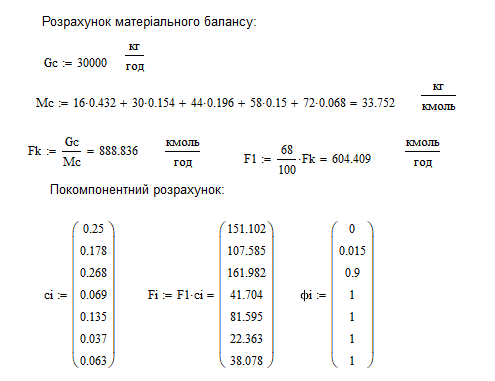 Розрахунок матеріального балансу:
Gc := 30000 кг/год
Mc := 16·0.432 + 30·0.154 + 44·0.196 + 58·0.15 + 72·0.068 = 33.752 кг/кмоль
Fk := Gc/Mc = 888.836 кмоль/год F1 := 68/100·Fk = 604.409 кмоль/год
Покомпонентний розрахунок:
0.25 151.102 0
0.178 107.585 0.015
0.268 161.982 0.9
ci := 0.069 Fi := F1·ci = 41.704 фi := 1
0.135 81.595 1
0.037 22.363 1
0.063 38.078 1